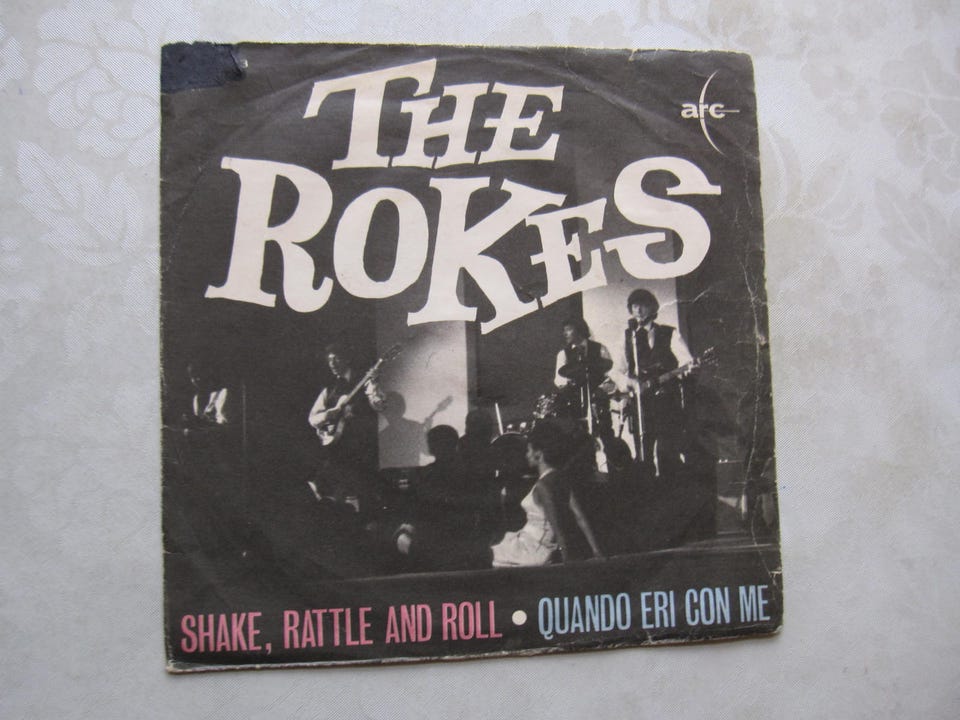 THE
arc
ROKES
SHAKE, RATTLE AND ROLL • QUANDO ERI CON ME